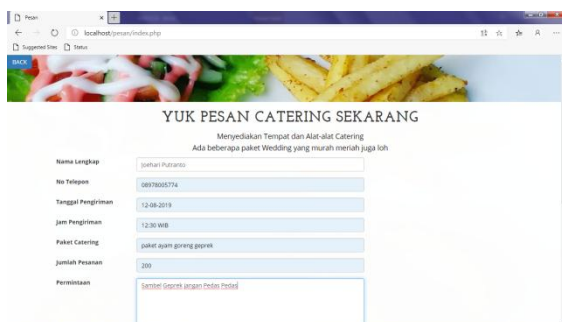 Pesan
localhost/pesan/index.php
Suggested Sites
Status
BACK
YUK PESAN CATERING SEKARANG
Menyediakan Tempat dan Alat-alat Catering
Ada beberapa paket Wedding yang murah meriah juga loh
Nama Lengkap
Joehari Putranto
No Telepon
08978005774
Tanggal Pengiriman
12-08-2019
Jam Pengiriman
12:30 WIB
Paket Catering
paket ayam goreng geprek
Jumlah Pesanan
200
Permintaan
Sambel Geprek jangan Pedas Pedas